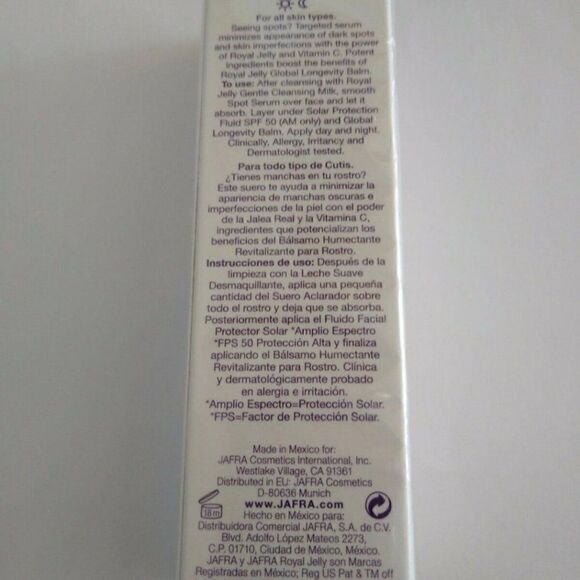 For all skin types.
Seeing spots? Targeted serum
minimizes appearance of dark spots
and skin imperfections with the power
of Royal Jelly and Vitamin C. Potent
ingredients boost the benefits of
Royal Jelly Global Longevity Balm.
To use: After cleansing with Royal
Jelly Gentle Cleansing Milk, smooth
Spot Serum over face and let it
absorb. Layer under Solar Protection
Fluid SPF 50 (AM only) and Global
Longevity Balm. Apply day and night.
Clinically, Allergy, Irritancy and
Dermatologist tested.
Para todo tipo de Cutis.
¿Tienes manchas en tu rostro?
Este suero te ayuda a minimizar la
apariencia de manchas oscuras e
imperfecciones de la piel con el poder
de la Jalea Real y la Vitamina C,
ingredientes que potencializan los
beneficios del Bálsamo Humectante
Revitalizante para Rostro.
Instrucciones de uso: Después de la
limpieza con la Leche Suave
Desmaquillante, aplica una pequeña
cantidad del Suero Aclarador sobre
todo el rostro y deja que se absorba.
Posteriormente aplica el Fluido Facial
Protector Solar *Amplio Espectro
*FPS 50 Protección Alta y finaliza
aplicando el Bálsamo Humectante
Revitalizante para Rostro. Clínica
y dermatológicamente probado
en alergia e irritación.
*Amplio Espectro=Protección Solar.
*FPS=Factor de Protección Solar.
Made in Mexico for:
JAFRA Cosmetics International, Inc.
Westlake Village, CA 91361
Distributed in EU: JAFRA Cosmetics
D-80636 Munich
www.JAFRA.com
18 m
Hecho en México para:
Distribuidora Comercial JAFRA, S.A. de C.V.
Blvd. Adolfo López Mateos 2273,
C.P. 01710, Ciudad de México, México.
JAFRA y JAFRA Royal Jelly son Marcas
Registradas en México; Reg US Pat & TM off